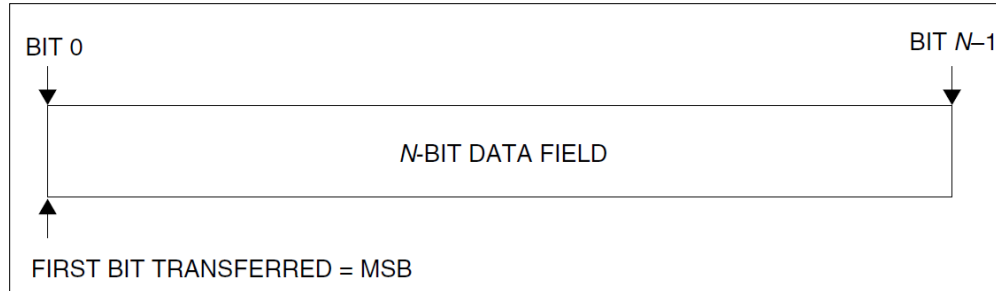 BIT 0
BIT N–1
N-BIT DATA FIELD
FIRST BIT TRANSFERRED = MSB